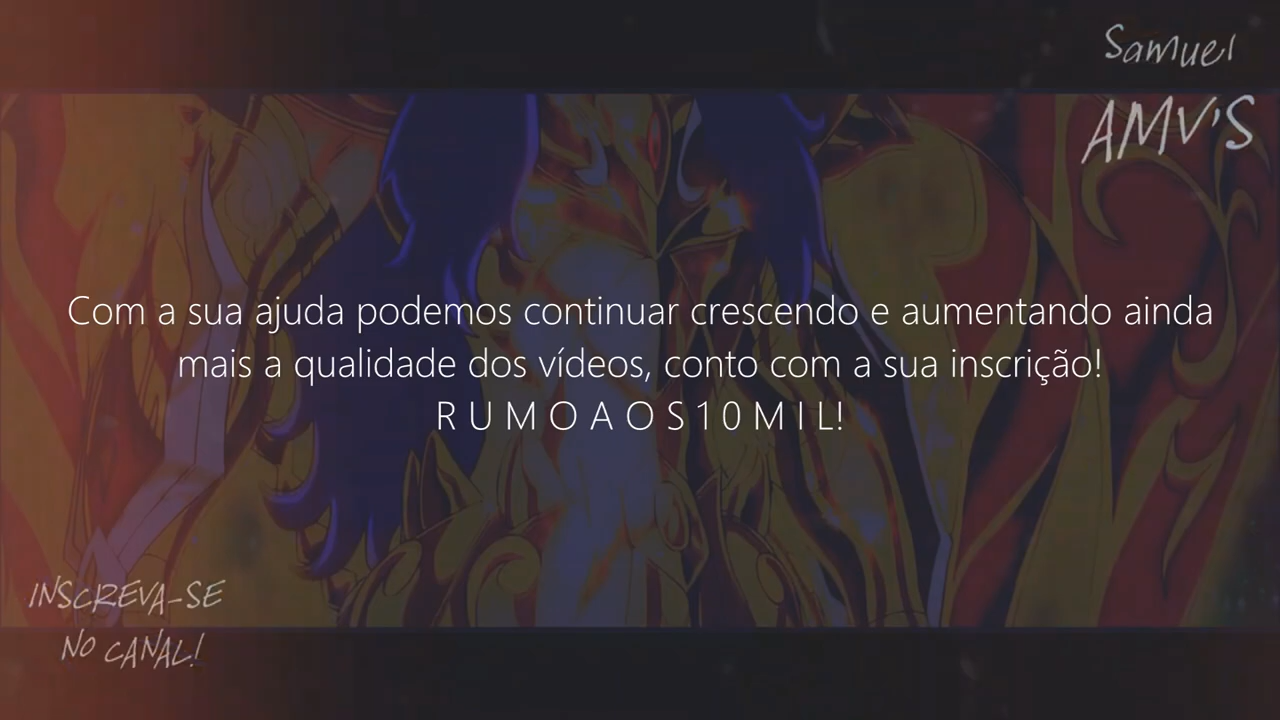 Samuel
AMV'S
Com a sua ajuda podemos continuar crescendo e aumentando ainda
mais a qualidade dos vídeos, conto com a sua inscrição!
R U M O A O S 1 0 M I L!
INSCREVA-SE
NO CANAL!